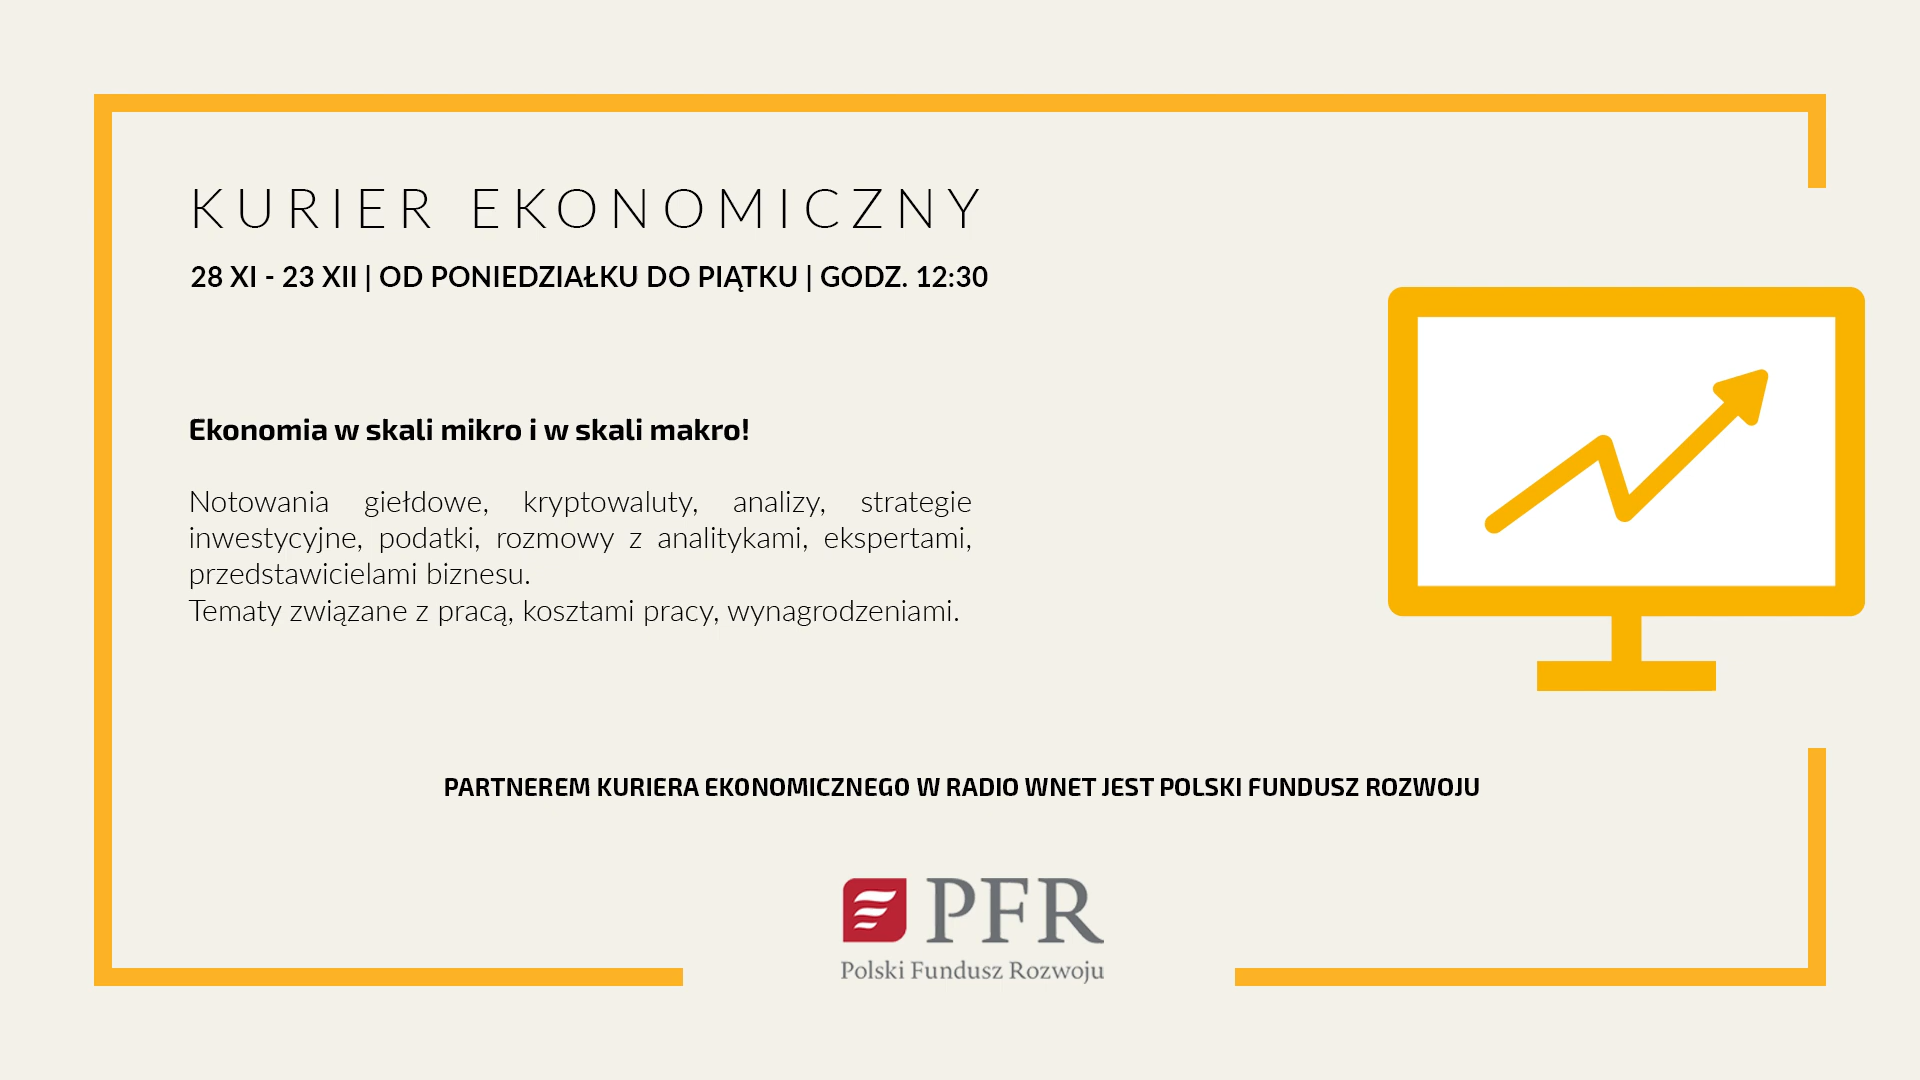 KURIER EKONOMICZNY
28 XI - 23 XII | OD PONIEDZIAŁKU DO PIĄTKU | GODZ. 12:30
Ekonomia w skali mikro i w skali makro!
Notowania giełdowe, kryptowaluty, analizy, strategie
inwestycyjne, podatki, rozmowy z analitykami, ekspertami,
przedstawicielami biznesu.
Tematy związane z pracą, kosztami pracy, wynagrodzeniami.
PARTNEREM KURIERA EKONOMICZNEGO W RADIO WNET JEST POLSKI FUNDUSZ ROZWOJU
PFR
Polski Fundusz Rozwoju